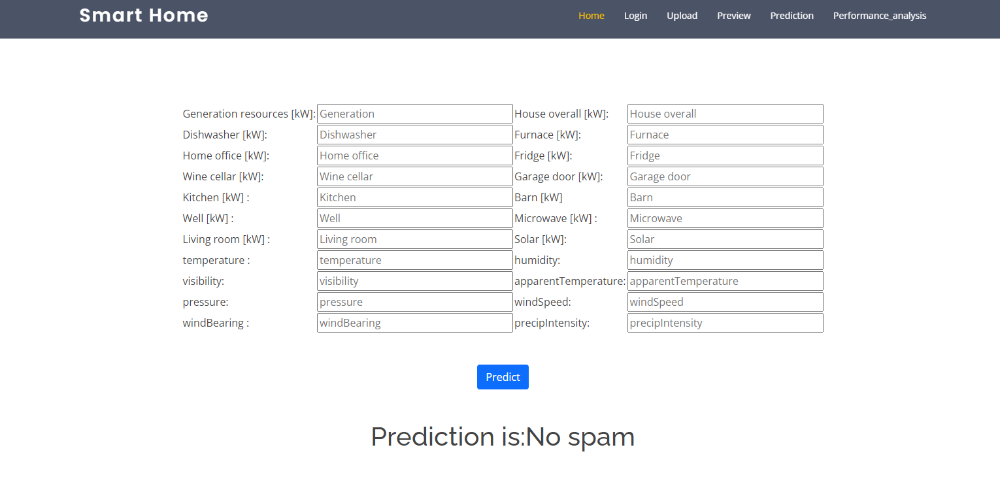 Smart Home Home Login Upload Preview Prediction Performance_analysis
Generation resources [kW]: Generation House overall [kW]: House overall
Dishwasher [kW]: Dishwasher Furnace [kW]: Furnace
Home office [kW]: Home office Fridge [kW]: Fridge
Wine cellar [kW]: Wine cellar Garage door [kW]: Garage door
Kitchen [kW] : Kitchen Barn [kW] Barn
Well [kW] : Well Microwave [kW] : Microwave
Living room [kW] : Living room Solar [kW]: Solar
temperature : temperature humidity: humidity
visibility: visibility apparentTemperature: apparentTemperature
pressure: pressure windSpeed: windSpeed
windBearing : windBearing precipIntensity: precipIntensity
Predict
Prediction is:No spam